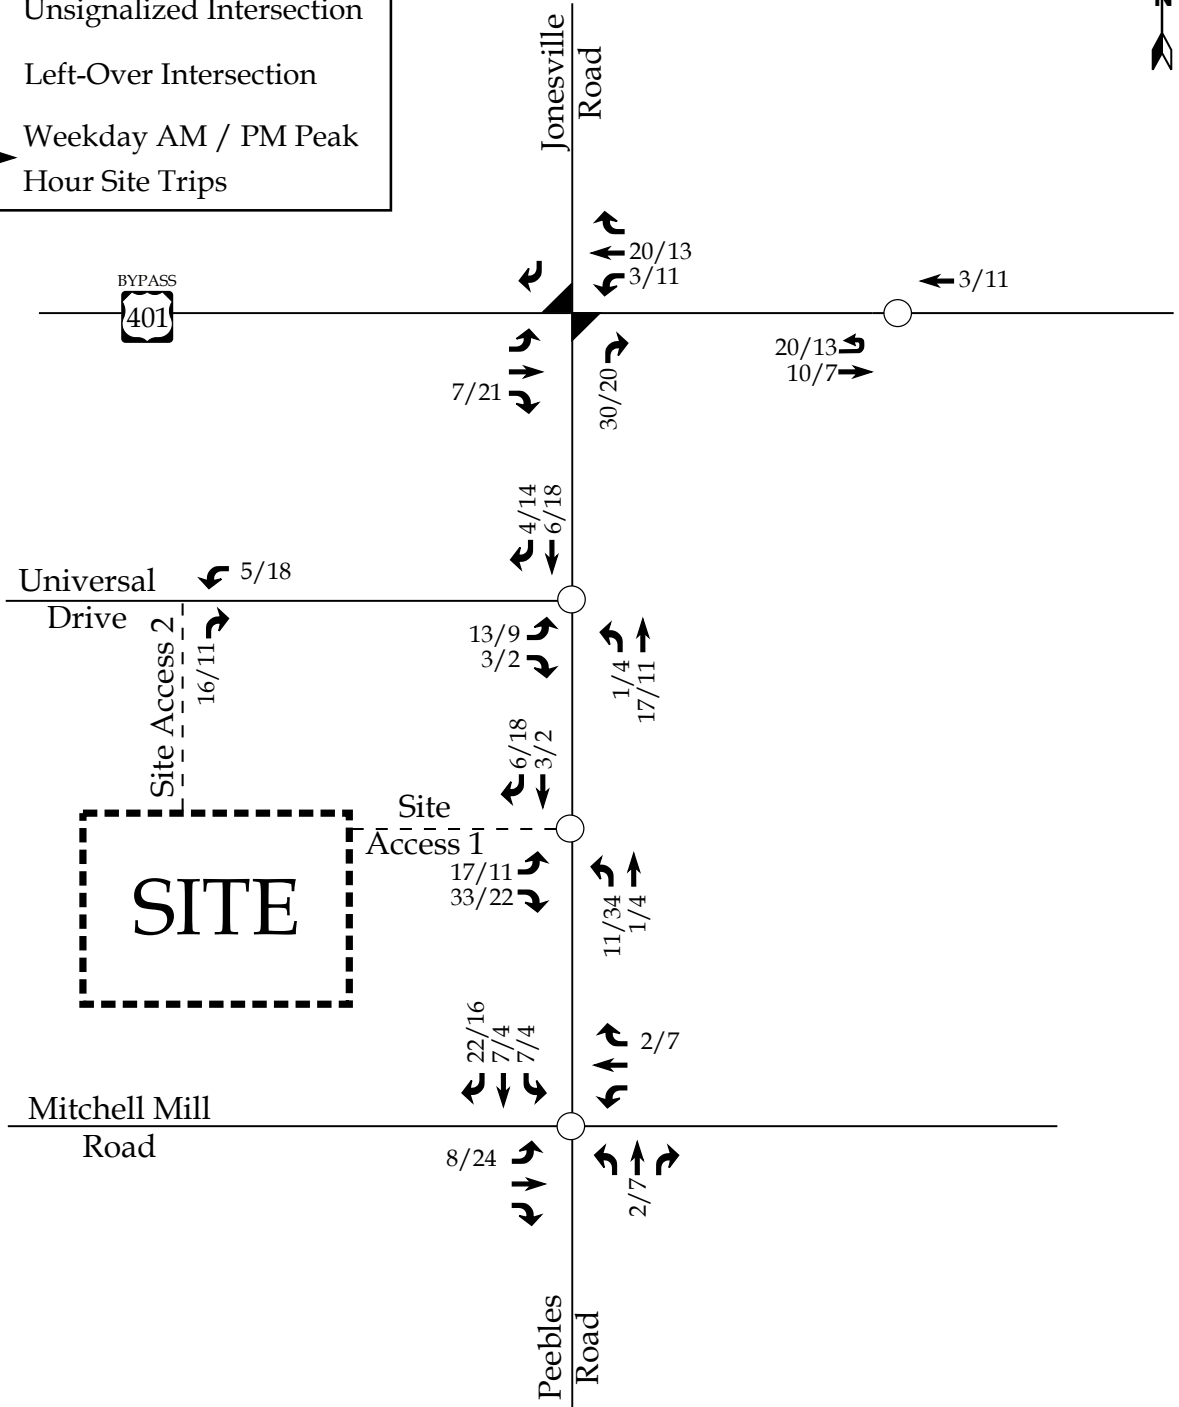 Unsignalized Intersection
Left-Over Intersection
Weekday AM / PM Peak
Hour Site Trips
N
Jonesville
Road
20/13
3/11
BYPASS
401
3/11
7/21
30/20
20/13
10/7
4/14
6/18
Universal
Drive
5/18
Site Access 2
16/11
13/9
3/2
1/4
17/11
6/18
3/2
Site
Access 1
SITE
17/11
33/22
11/34
1/4
22/16
7/4
7/4
2/7
Mitchell Mill
Road
8/24
2/7
Peebles
Road